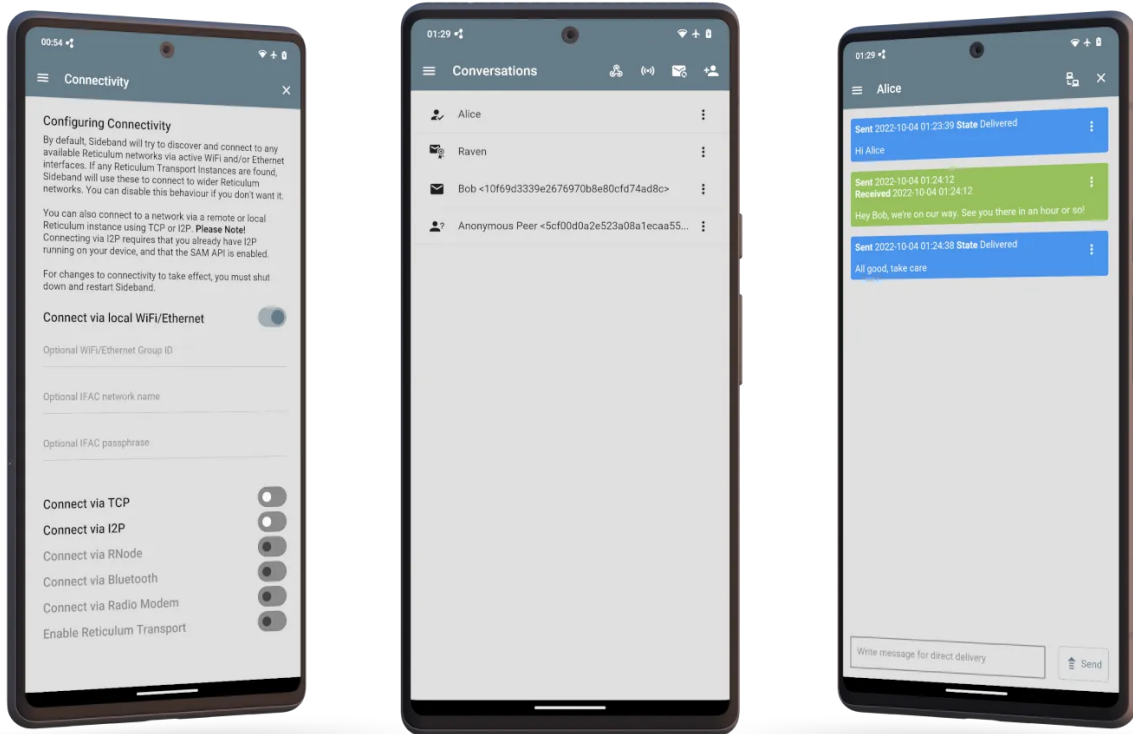 00:54
Connectivity
Configuring Connectivity
By default, Sideband will try to discover and connect to any
available Reticulum networks via active WiFi and/or Ethernet
interfaces. If any Reticulum Transport Instances are found,
Sideband will use these to connect to wider Reticulum
networks. You can disable this behaviour if you don't want it.
You can also connect to a network via a remote or local
Reticulum instance using TCP or I2P. Please Note!
Connecting via I2P requires that you already have I2P
running on your device, and that the SAM API is enabled.
For changes to connectivity to take effect, you must shut
down and restart Sideband.
Connect via local WiFi/Ethernet
Optional WiFi/Ethernet Group ID
Optional IFAC network name
Optional IFAC passphrase
Connect via TCP
Connect via I2P
Connect via RNode
Connect via Bluetooth
Connect via Radio Modem
Enable Reticulum Transport
01:29
Conversations
Alice
Raven
Bob <10f69d3339e2676970b8e80cfd74ad8c>
Anonymous Peer <5cf00d0a2e523a08a1ecaa55...
01:29
Alice
Sent 2022-10-04 01:23:39 State Delivered
Hi Alice
Sent 2022-10-04 01:24:12
Received 2022-10-04 01:24:12
Hey Bob, we're on our way. See you there in an hour or so!
Sent 2022-10-04 01:24:38 State Delivered
All good, take care
Write message for direct delivery
Send